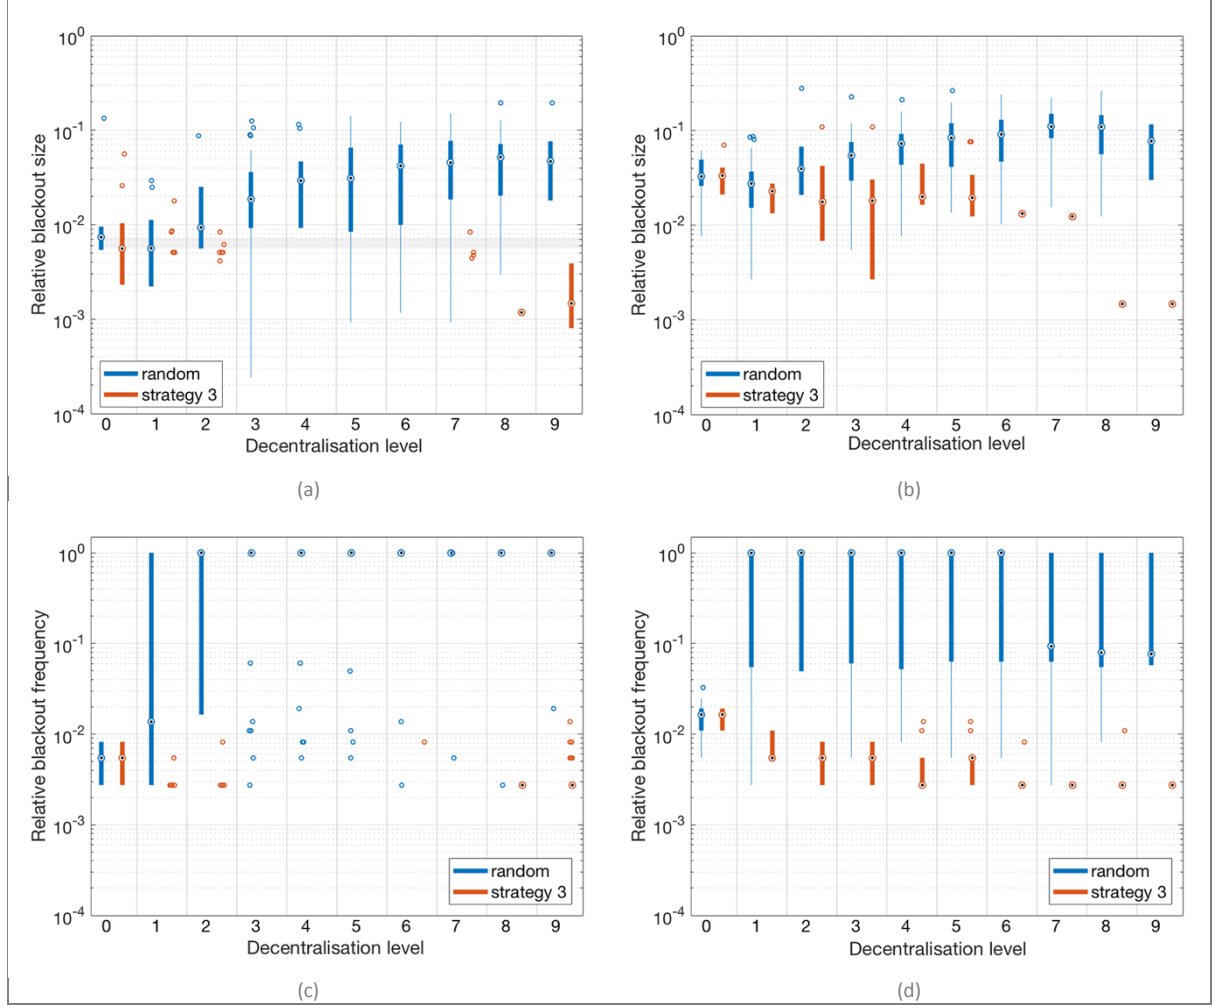 10^0
10^-1
10^-2
10^-3
10^-4
Relative blackout size
random
strategy 3
0 1 2 3 4 5 6 7 8 9
Decentralisation level
(a)
10^0
10^-1
10^-2
10^-3
10^-4
Relative blackout size
random
strategy 3
0 1 2 3 4 5 6 7 8 9
Decentralisation level
(b)
10^0
10^-1
10^-2
10^-3
10^-4
Relative blackout frequency
random
strategy 3
0 1 2 3 4 5 6 7 8 9
Decentralisation level
(c)
10^0
10^-1
10^-2
10^-3
10^-4
Relative blackout frequency
random
strategy 3
0 1 2 3 4 5 6 7 8 9
Decentralisation level
(d)